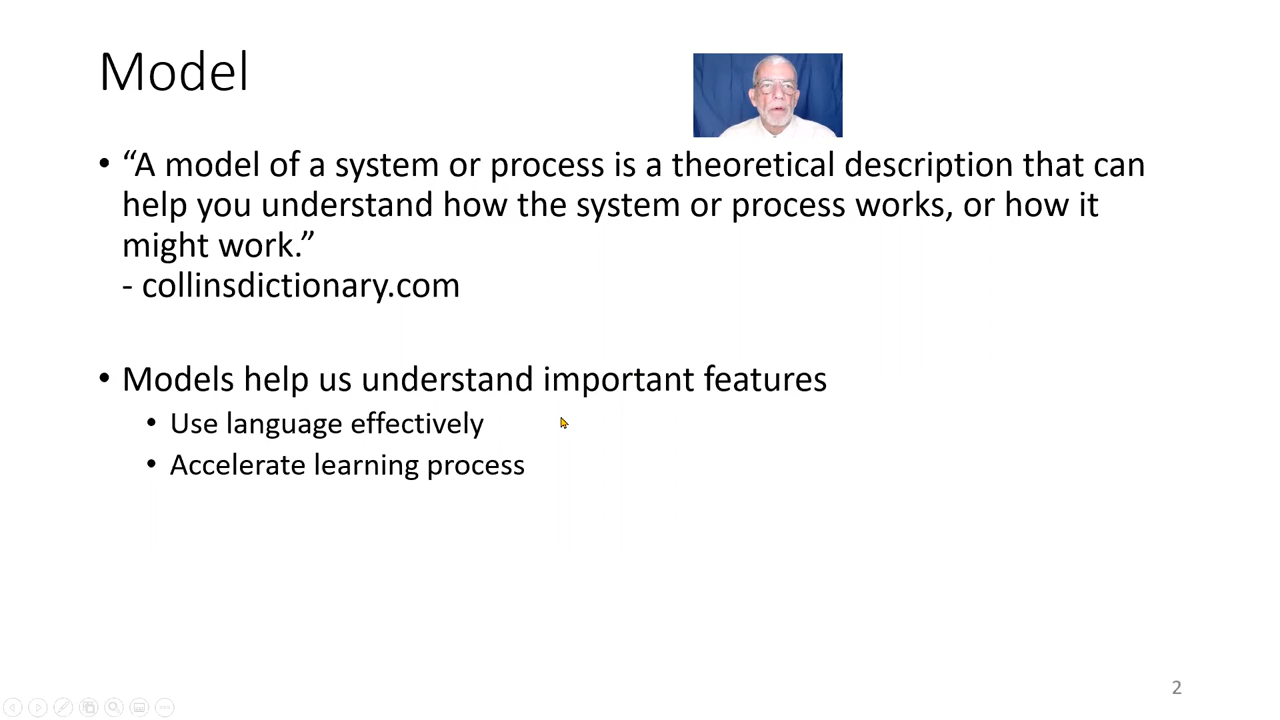 Model
• “A model of a system or process is a theoretical description that can
help you understand how the system or process works, or how it
might work.”
- collinsdictionary.com
• Models help us understand important features
• Use language effectively
• Accelerate learning process
2